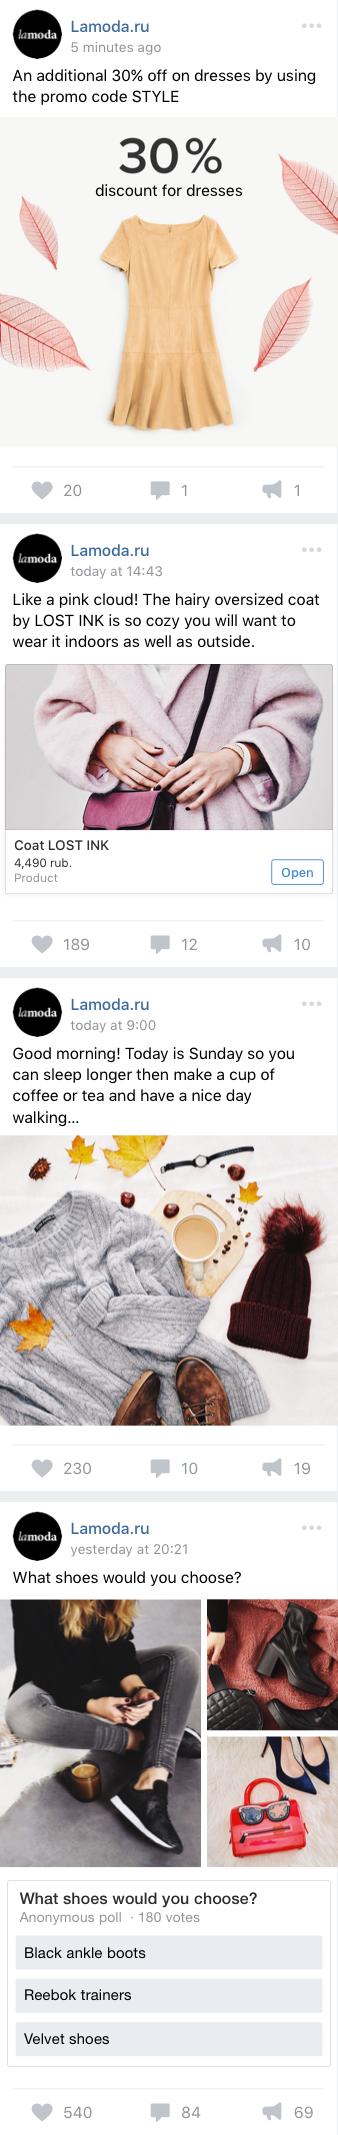 lamoda
Lamoda.ru
5 minutes ago
An additional 30% off on dresses by using
the promo code STYLE
30%
discount for dresses
20
1
1
lamoda
Lamoda.ru
today at 14:43
Like a pink cloud! The hairy oversized coat
by LOST INK is so cozy you will want to
wear it indoors as well as outside.
Coat LOST INK
4,490 rub.
Product
Open
189
12
10
lamoda
Lamoda.ru
today at 9:00
Good morning! Today is Sunday so you
can sleep longer then make a cup of
coffee or tea and have a nice day
walking...
230
10
19
lamoda
Lamoda.ru
yesterday at 20:21
What shoes would you choose?
What shoes would you choose?
Anonymous poll · 180 votes
Black ankle boots
Reebok trainers
Velvet shoes
540
84
69